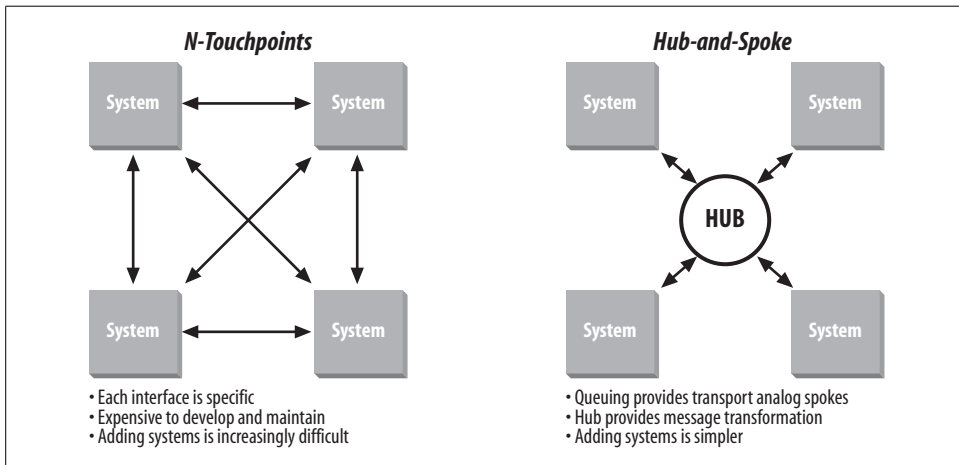 N-Touchpoints
System
System
System
System
• Each interface is specific
• Expensive to develop and maintain
• Adding systems is increasingly difficult
Hub-and-Spoke
System
System
HUB
System
System
• Queuing provides transport analog spokes
• Hub provides message transformation
• Adding systems is simpler